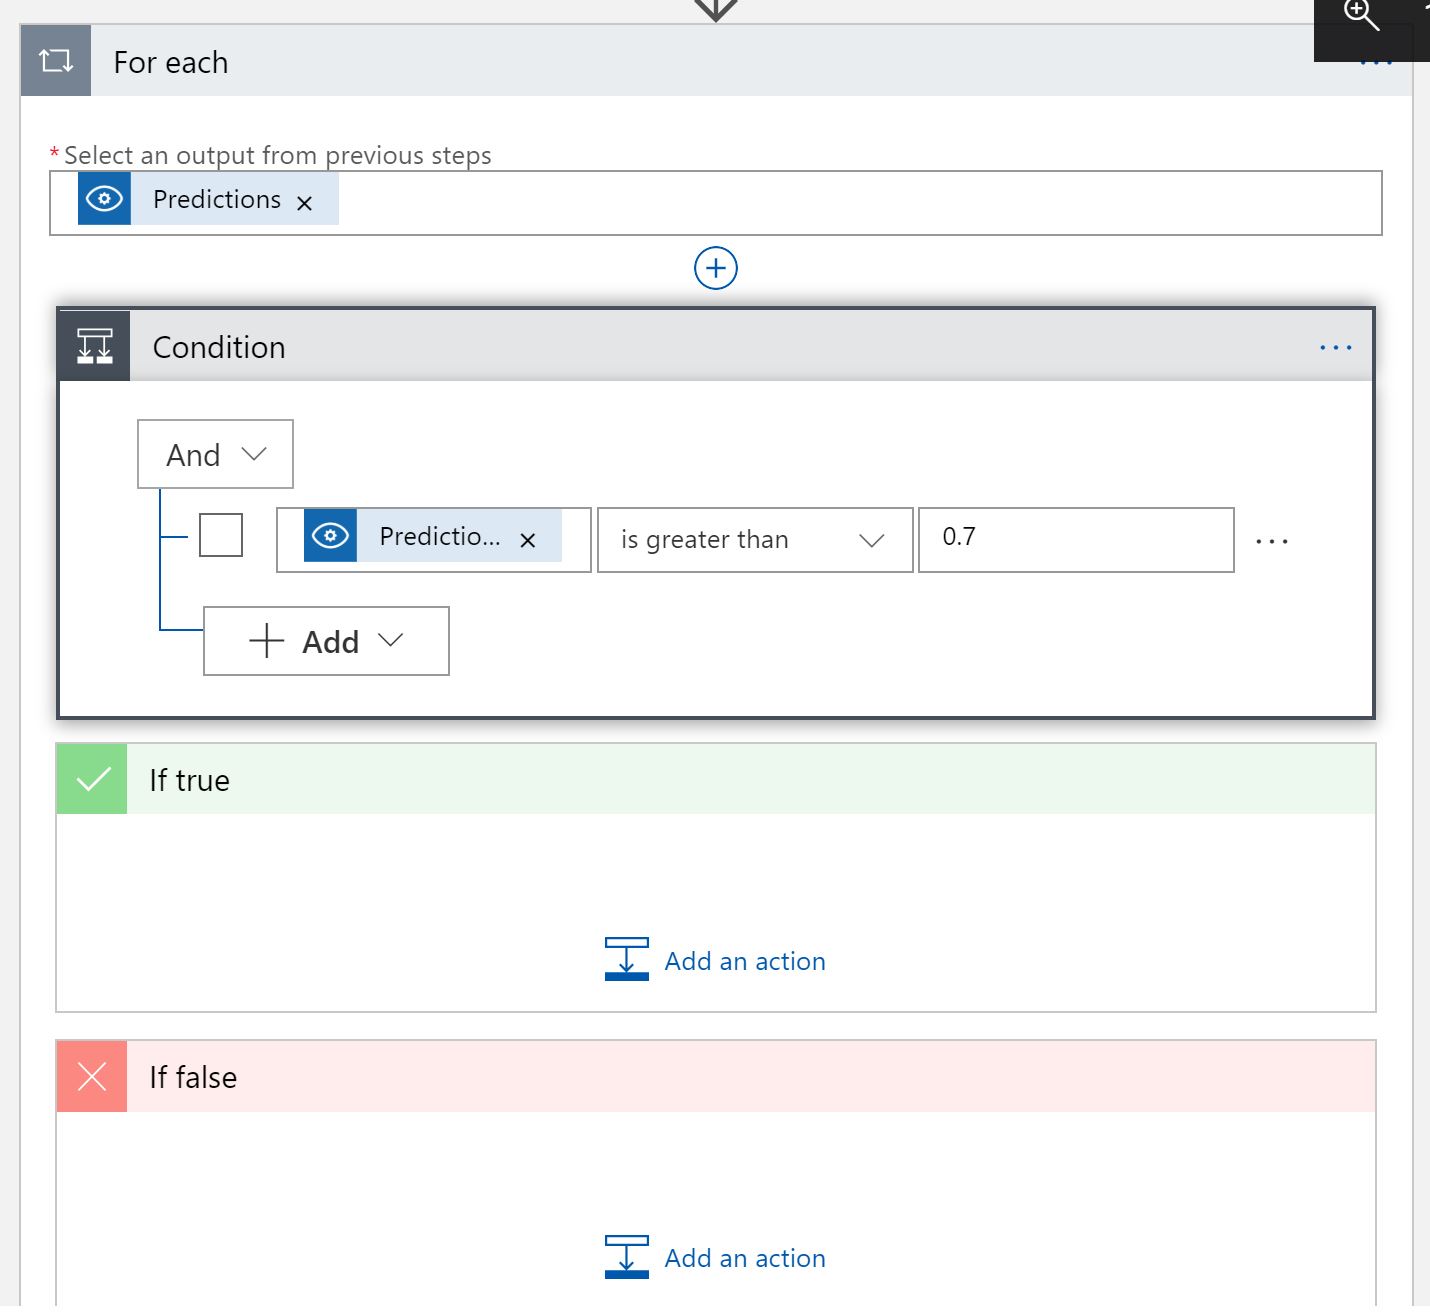 For each
* Select an output from previous steps
Predictions ×
Condition
And
Predictio... × is greater than 0.7
+ Add
If true
Add an action
If false
Add an action